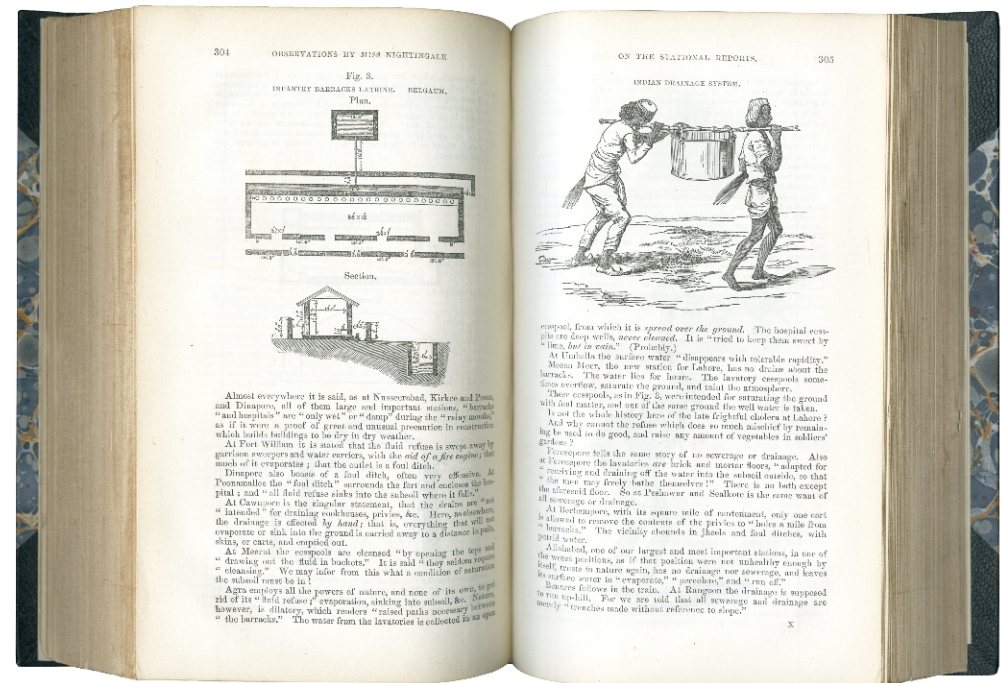 304
OBSERVATIONS BY MISS NIGHTINGALE
Fig. 3.
INFANTRY BARRACKS LATRINE. BELGAUM.
Plan.
Section.
Almost everywhere it is said, as at Nusseerabad, Kirkee and Poona,
and Dinapore, all of them large and important stations, "barracks
"and hospitals" are "only wet" or "damp" during the "rainy months,"
as if it were a proof of great and unusual precaution in construction
which builds buildings to be dry in dry weather.
At Fort William it is stated that the fluid refuse is swept away by
garrison sweepers and water carriers, with the aid of a fire engine; that
much of it evaporates; that the outlet is a foul ditch.
Dinapore also boasts of a foul ditch, often very offensive. At
Poonamallee the "foul ditch" surrounds the fort and encloses the hos-
pital; and "all fluid refuse sinks into the subsoil where it falls."
At Cawnpore is the singular statement, that the drains are "not
"intended" for draining cookhouses, privies, &c. Here, as elsewhere,
the drainage is effected by hand; that is, everything that will not
evaporate or sink into the ground is carried away to a distance in pails,
skins, or carts, and emptied out.
At Meerut the cesspools are cleansed "by opening the tops and
"drawing out the fluid in buckets." It is said "they seldom require
"cleansing." We may infer from this what a condition of saturation
the subsoil must be in!
Agra employs all the powers of nature, and none of its own, to get
rid of its "fluid refuse;" evaporation, sinking into subsoil, &c. Nature,
however, is dilatory, which renders "raised paths necessary between
"the barracks." The water from the lavatories is collected in an open
ON THE STATIONAL REPORTS.
305
INDIAN DRAINAGE SYSTEM.
cesspool, from which it is spread over the ground. The hospital cess-
pits are deep wells, never cleaned. It is "tried to keep them sweet by
"lime, but in vain." (Probably.)
At Umballa the surface water "disappears with tolerable rapidity."
Meean Meer, the new station for Lahore, has no drains about the
barracks. The water lies for hours. The lavatory cesspools some-
times overflow, saturate the ground, and taint the atmosphere.
These cesspools, as in Fig. 3, were intended for saturating the ground
with foul matter, and out of the same ground the well water is taken.
Is not the whole history here of the late frightful cholera at Lahore?
And why cannot the refuse which does so much mischief by remain-
ing be used to do good, and raise any amount of vegetables in soldiers'
gardens?
Ferozepore tells the same story of no sewerage or drainage. Also
at Ferozepore the lavatories are brick and mortar floors, "adapted for
"receiving and draining off the water into the subsoil outside, so that
"the men may freely bathe themselves!" There is no bath except
the aforesaid floor. So at Peshawur and Sealkote is the same want of
all sewerage or drainage.
At Berhampore, with its square mile of cantonment, only one cart
is allowed to remove the contents of the privies to "holes a mile from
"barracks." The vicinity abounds in jheels and foul ditches, with
putrid water.
Allahabad, one of our largest and most important stations, in one of
the worst positions, as if that position were not unhealthy enough by
itself, trusts to nature again, has no drainage nor sewerage, and leaves
its surface water to "evaporate," "percolate," and "run off."
Benares follows in the train. At Rangoon the drainage is supposed
to run up-hill. For we are told that all sewerage and drainage are
merely "trenches made without reference to slope."
X